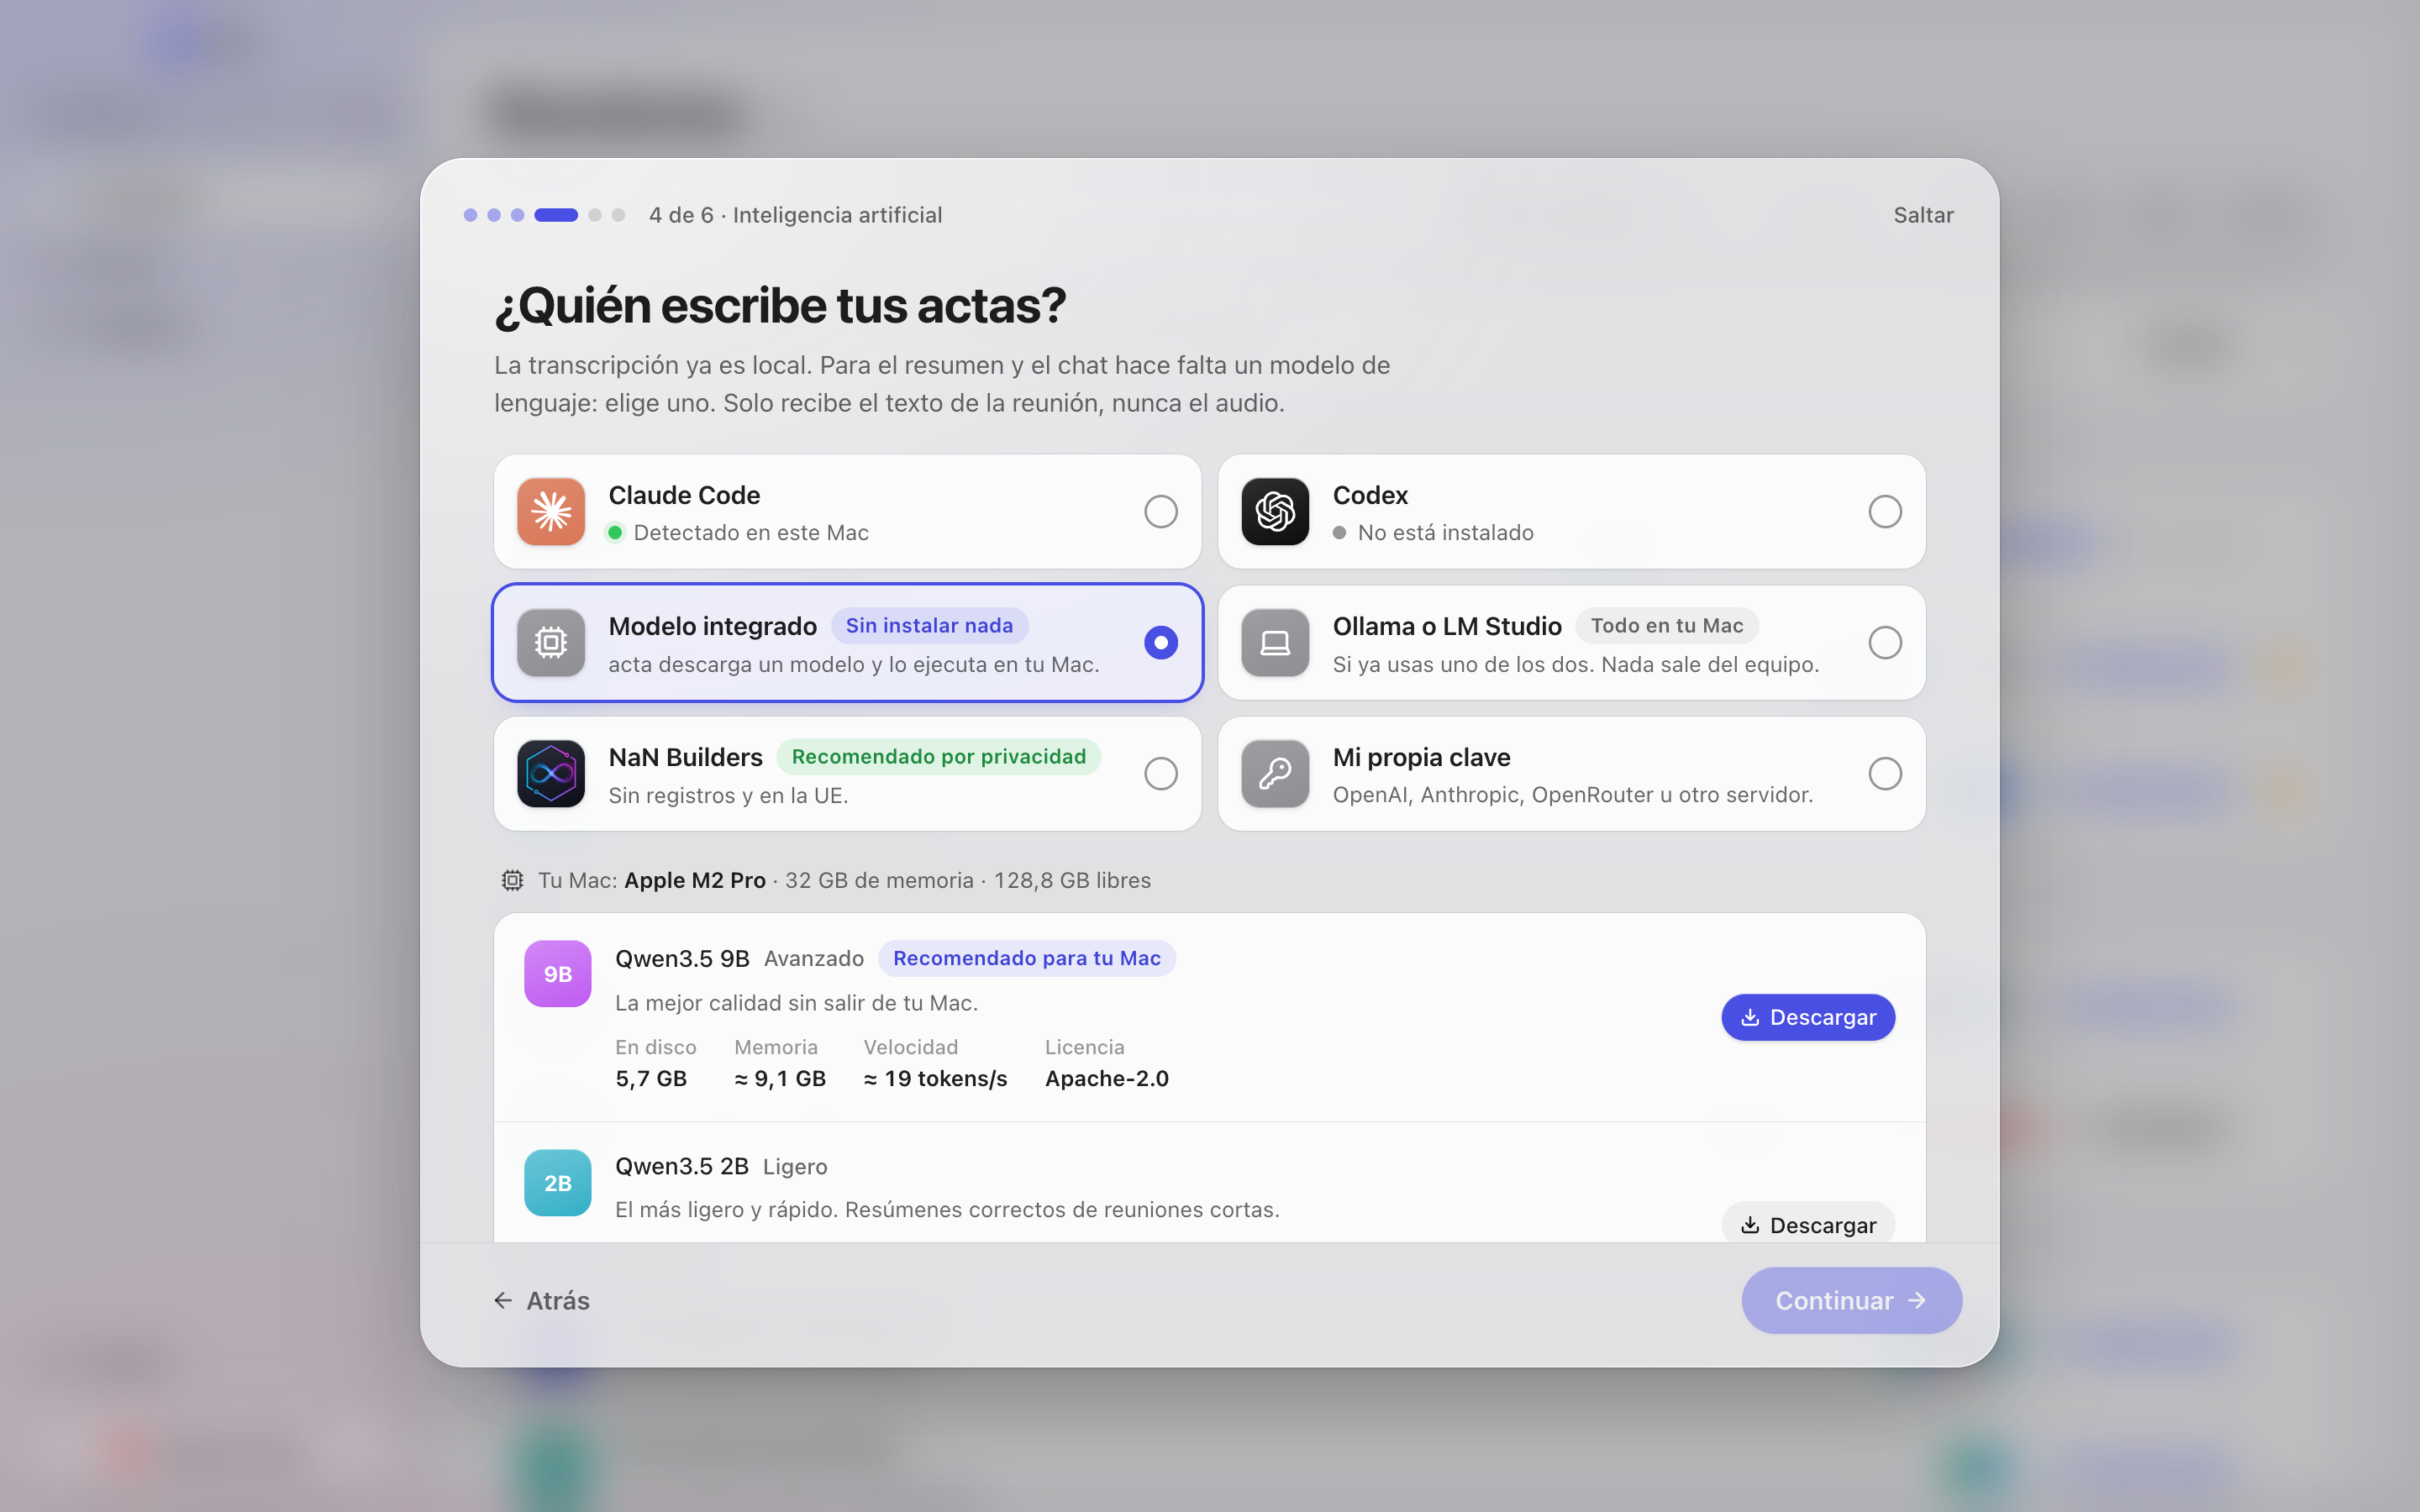 4 de 6 · Inteligencia artificial
Saltar
¿Quién escribe tus actas?
La transcripción ya es local. Para el resumen y el chat hace falta un modelo de
lenguaje: elige uno. Solo recibe el texto de la reunión, nunca el audio.
Claude Code
Detectado en este Mac
Codex
No está instalado
Modelo integrado Sin instalar nada
acta descarga un modelo y lo ejecuta en tu Mac.
Ollama o LM Studio Todo en tu Mac
Si ya usas uno de los dos. Nada sale del equipo.
NaN Builders Recomendado por privacidad
Sin registros y en la UE.
Mi propia clave
OpenAI, Anthropic, OpenRouter u otro servidor.
Tu Mac: Apple M2 Pro · 32 GB de memoria · 128,8 GB libres
9B
Qwen3.5 9B Avanzado Recomendado para tu Mac
La mejor calidad sin salir de tu Mac.
En disco Memoria Velocidad Licencia
5,7 GB ≈ 9,1 GB ≈ 19 tokens/s Apache-2.0
Descargar
2B
Qwen3.5 2B Ligero
El más ligero y rápido. Resúmenes correctos de reuniones cortas.
Descargar
← Atrás
Continuar →